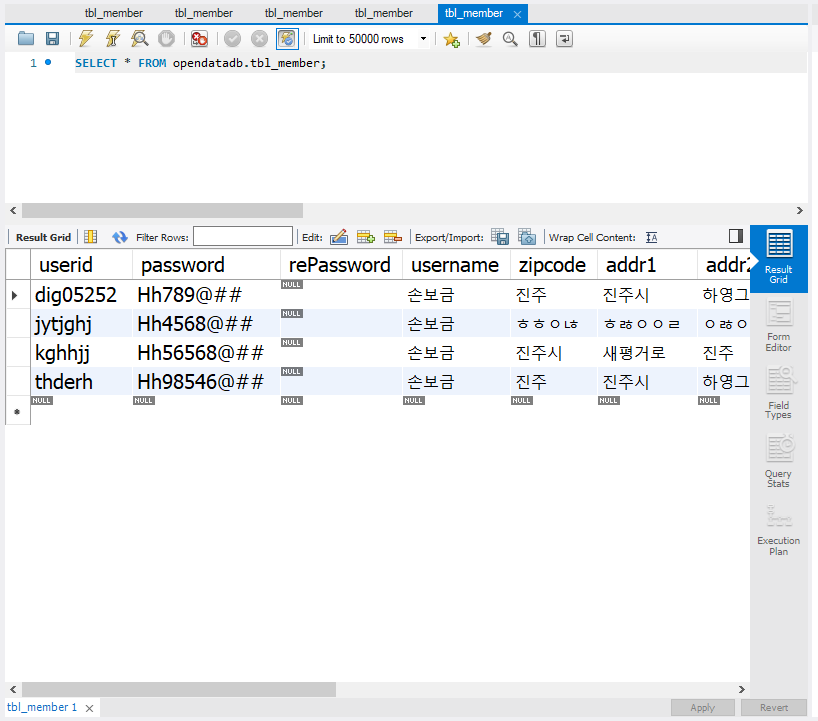 tbl_member tbl_member tbl_member tbl_member tbl_member
Limit to 50000 rows
1 SELECT * FROM opendatadb.tbl_member;
Result Grid Filter Rows: Edit: Export/Import: Wrap Cell Content:
userid password rePassword username zipcode addr1 addr2
dig05252 Hh789@## NULL 손보금 진주 진주시 하영그
jytjghj Hh4568@## NULL 손보금
kghhjj Hh56568@## NULL 손보금 진주시 새평거로 진주
thderh Hh98546@## NULL 손보금 진주 진주시 하영그
NULL NULL NULL NULL NULL NULL NULL
Result
Grid
Form
Editor
Field
Types
Query
Stats
Execution
Plan
tbl_member 1
Apply Revert